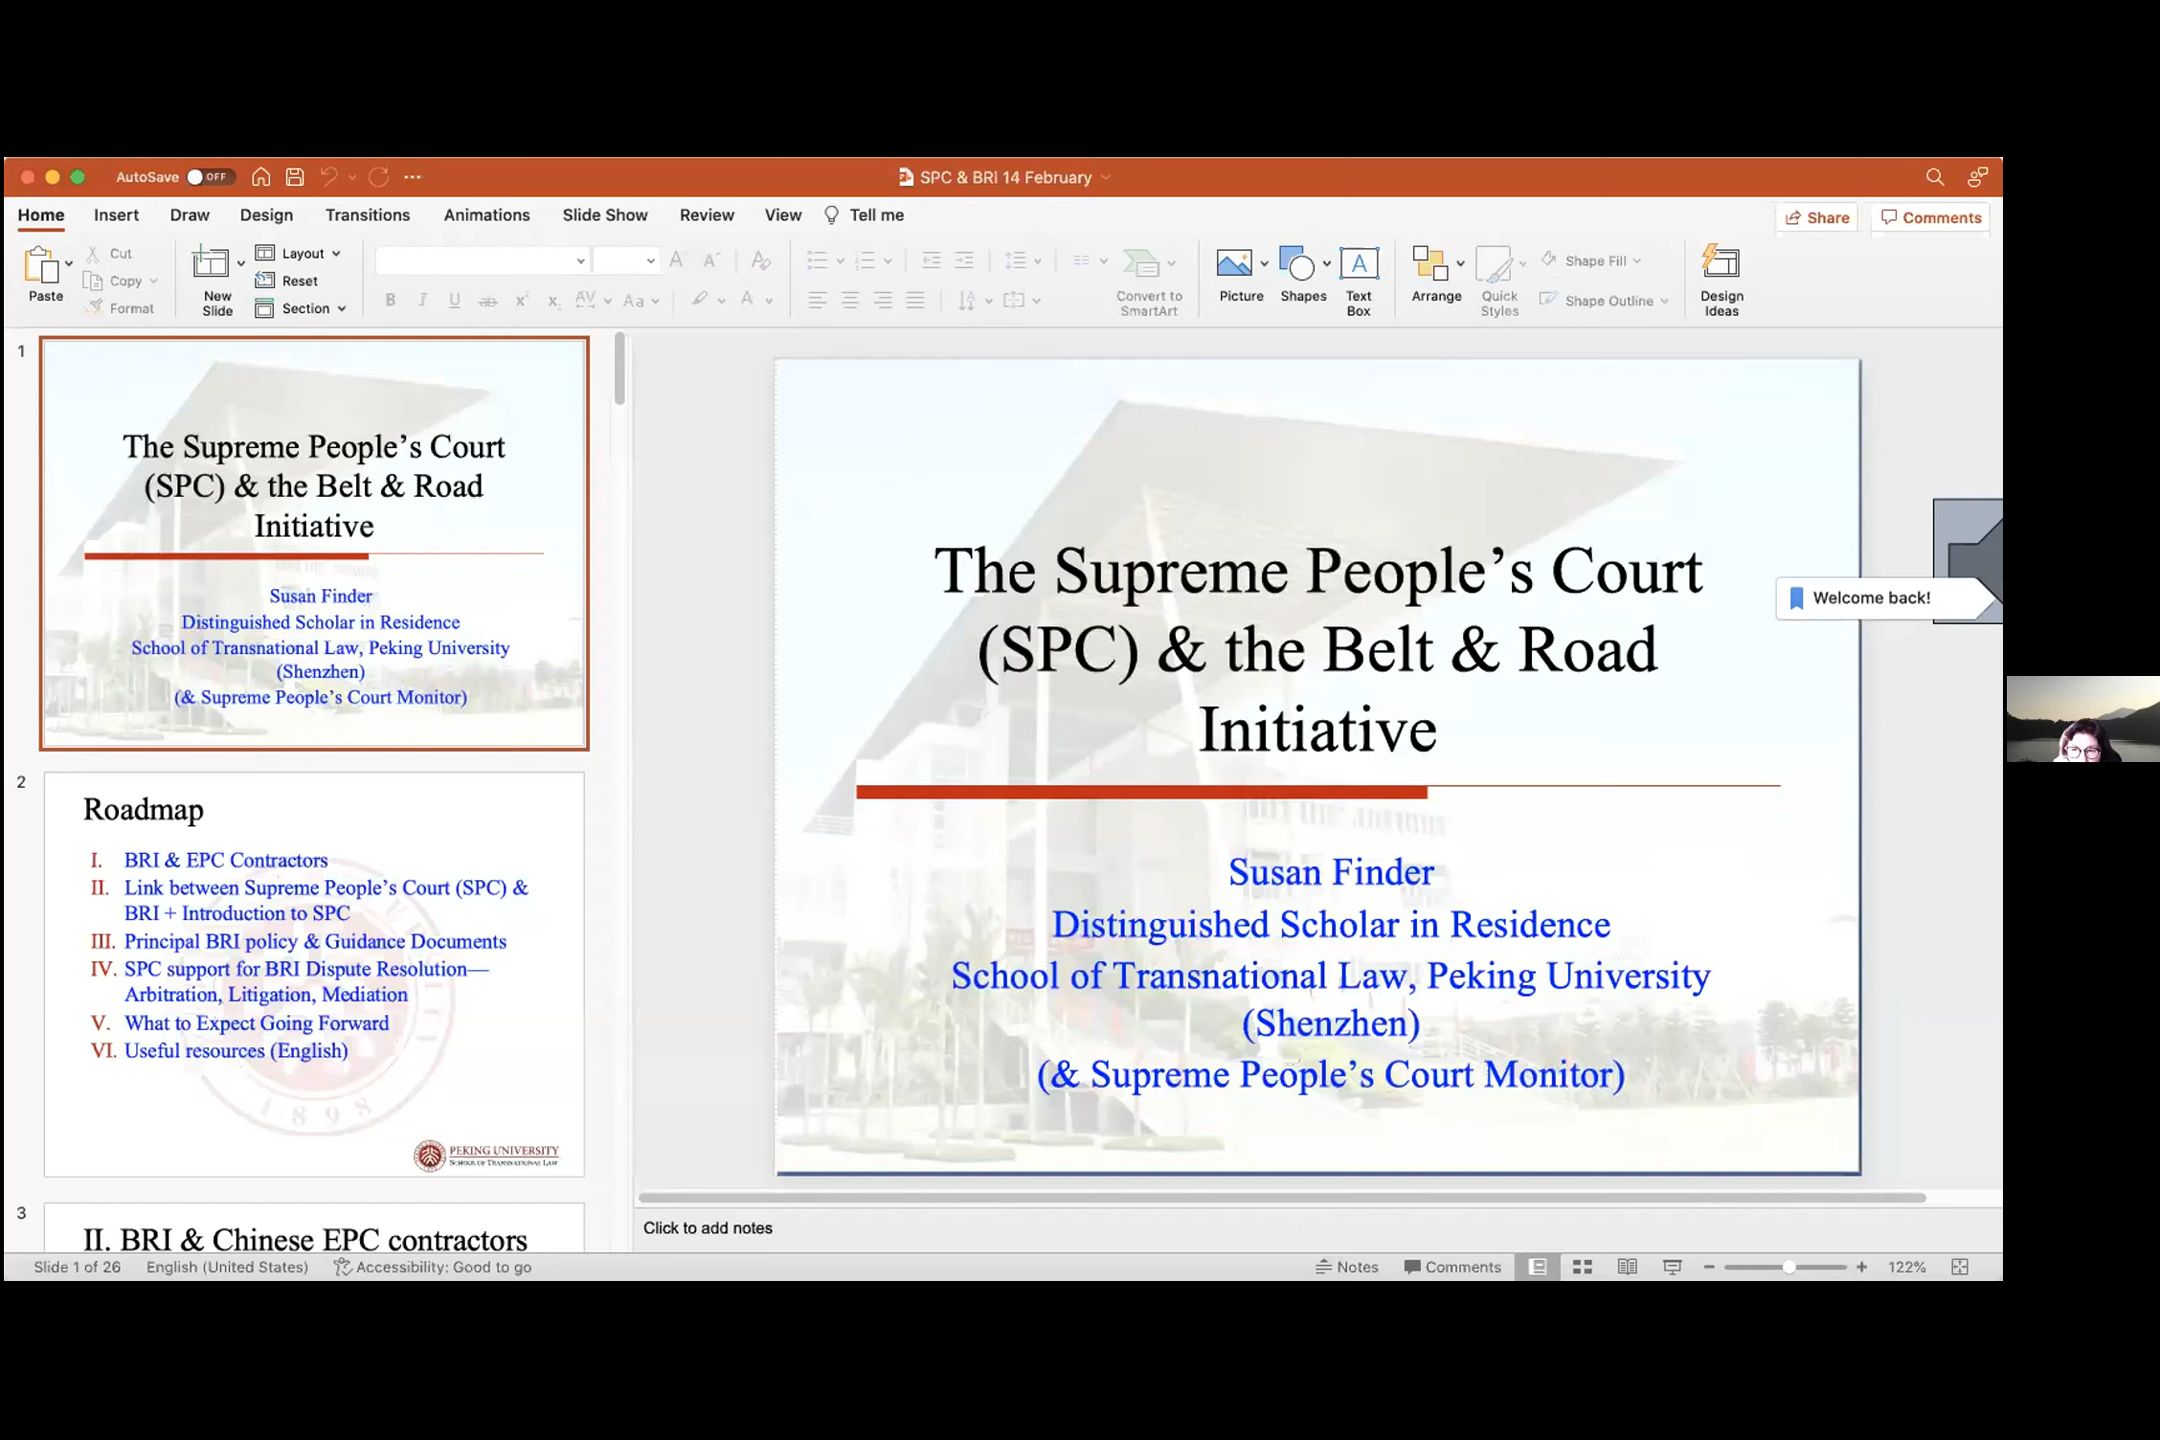 AutoSave OFF
SPC & BRI 14 February
Home Insert Draw Design Transitions Animations Slide Show Review View Tell me
Share Comments
Paste
Cut
Copy
Format
New Slide
Layout
Reset
Section
Convert to SmartArt
Picture
Shapes
Text Box
Arrange
Quick Styles
Shape Fill
Shape Outline
Design Ideas
1
The Supreme People’s Court
(SPC) & the Belt & Road
Initiative
Susan Finder
Distinguished Scholar in Residence
School of Transnational Law, Peking University
(Shenzhen)
(& Supreme People’s Court Monitor)
2
Roadmap
I. BRI & EPC Contractors
II. Link between Supreme People’s Court (SPC) &
BRI + Introduction to SPC
III. Principal BRI policy & Guidance Documents
IV. SPC support for BRI Dispute Resolution—
Arbitration, Litigation, Mediation
V. What to Expect Going Forward
VI. Useful resources (English)
1898
PEKING UNIVERSITY
SCHOOL OF TRANSNATIONAL LAW
3
II. BRI & Chinese EPC contractors
The Supreme People’s Court
(SPC) & the Belt & Road
Initiative
Susan Finder
Distinguished Scholar in Residence
School of Transnational Law, Peking University
(Shenzhen)
(& Supreme People’s Court Monitor)
Welcome back!
Click to add notes
Slide 1 of 26 English (United States) Accessibility: Good to go
Notes Comments 122%